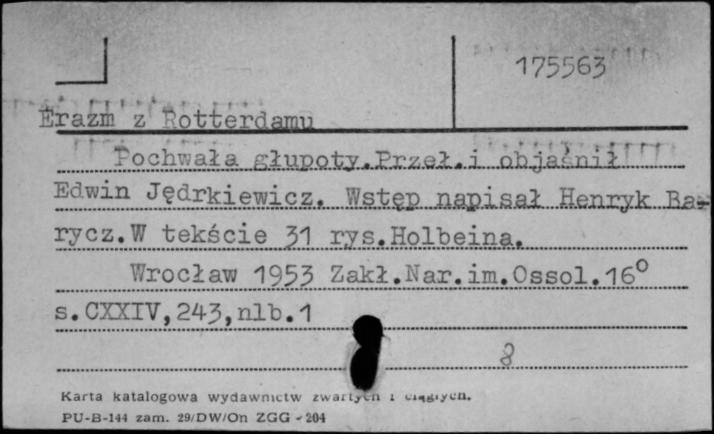 175563
Erazm z Rotterdamu
Pochwała głupoty.Przeł.i objaśnił
Edwin Jędrkiewicz. Wstęp napisał Henryk Ba-
rycz.W tekście 31 rys.Holbeina.
Wrocław 1953 Zakł.Nar.im.Ossol.16°
s.CXXIV,243,nlb.1
8
Karta katalogowa wydawnictw zwartych i ciągłych.
PU-B-144 zam. 29/DW/On ZGG - 204